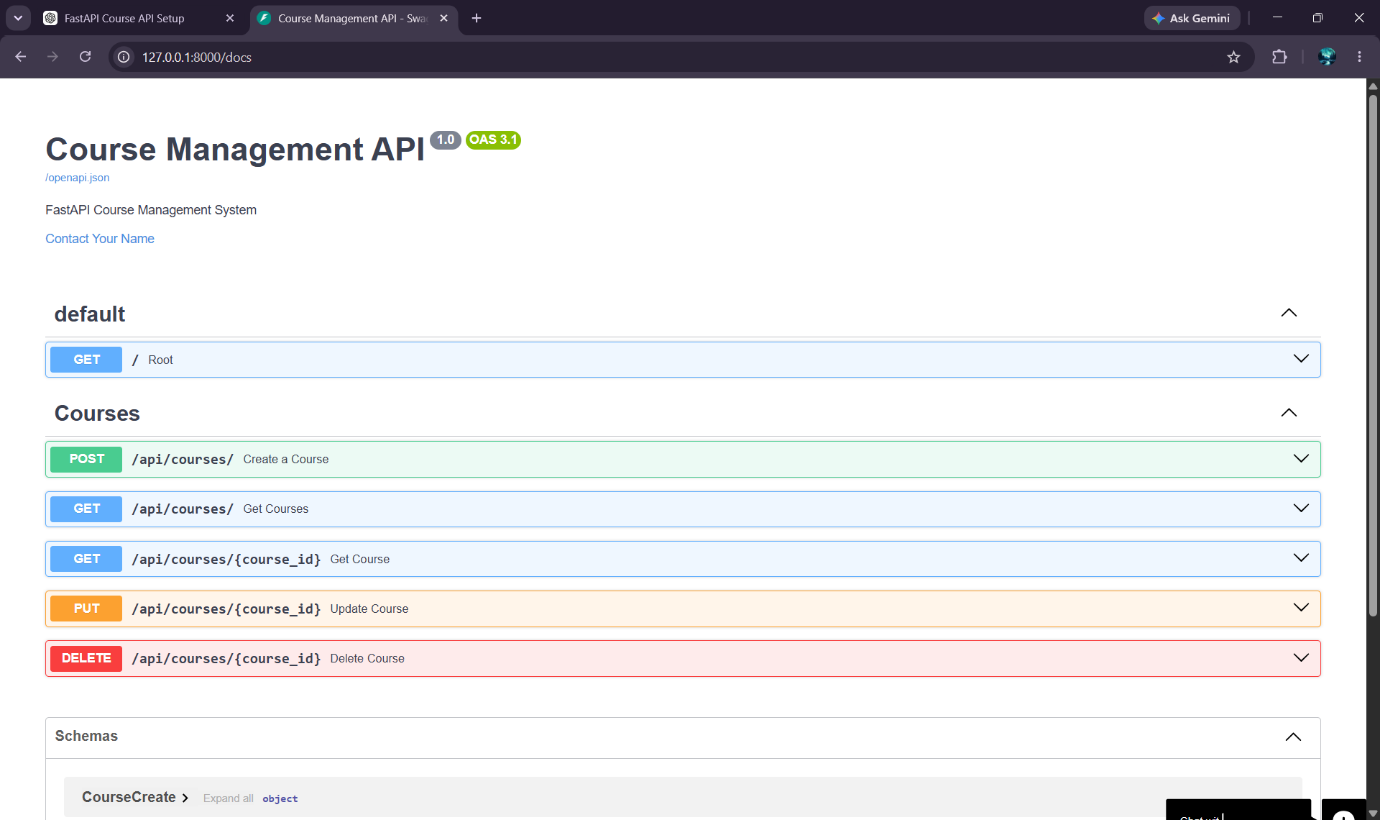 FastAPI Course API Setup
Course Management API - Swa
Ask Gemini
127.0.0.1:8000/docs
Course Management API 1.0 OAS 3.1
/openapi.json
FastAPI Course Management System
Contact Your Name
default
GET / Root
Courses
POST /api/courses/ Create a Course
GET /api/courses/ Get Courses
GET /api/courses/{course_id} Get Course
PUT /api/courses/{course_id} Update Course
DELETE /api/courses/{course_id} Delete Course
Schemas
CourseCreate Expand all object
Chat wit